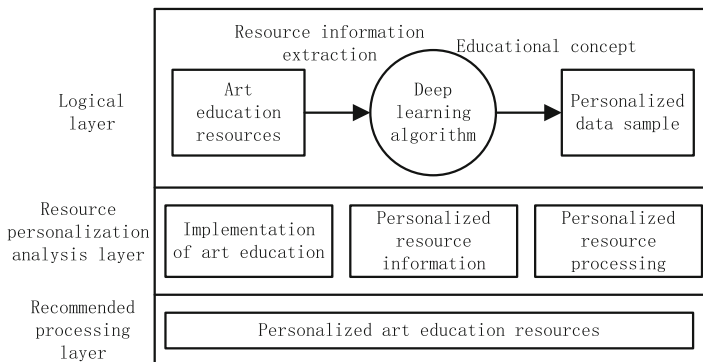 Resource information
extraction
Educational concept
Logical
layer
Art
education
resources
Deep
learning
algorithm
Personalized
data sample
Resource
personalization
analysis layer
Implementation
of art education
Personalized
resource
information
Personalized
resource
processing
Recommended
processing
layer
Personalized art education resources